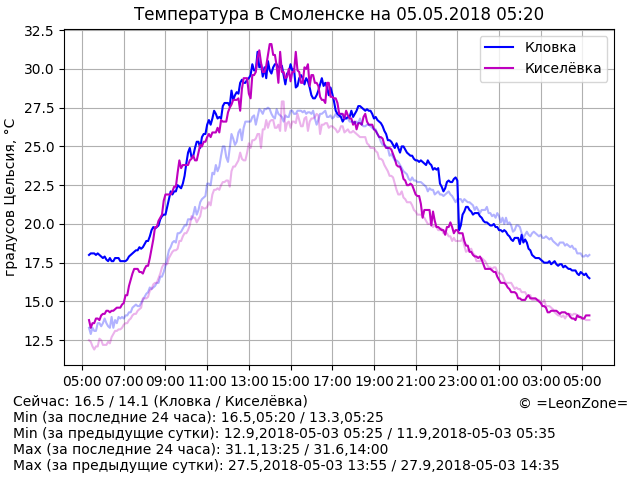 Температура в Смоленске на 05.05.2018 05:20
градусов Цельсия, °C
32.5
30.0
27.5
25.0
22.5
20.0
17.5
15.0
12.5
Кловка
Киселёвка
05:00 07:00 09:00 11:00 13:00 15:00 17:00 19:00 21:00 23:00 01:00 03:00 05:00
Сейчас: 16.5 / 14.1 (Кловка / Киселёвка)
© =LeonZone=
Min (за последние 24 часа): 16.5,05:20 / 13.3,05:25
Min (за предыдущие сутки): 12.9,2018-05-03 05:25 / 11.9,2018-05-03 05:35
Max (за последние 24 часа): 31.1,13:25 / 31.6,14:00
Max (за предыдущие сутки): 27.5,2018-05-03 13:55 / 27.9,2018-05-03 14:35